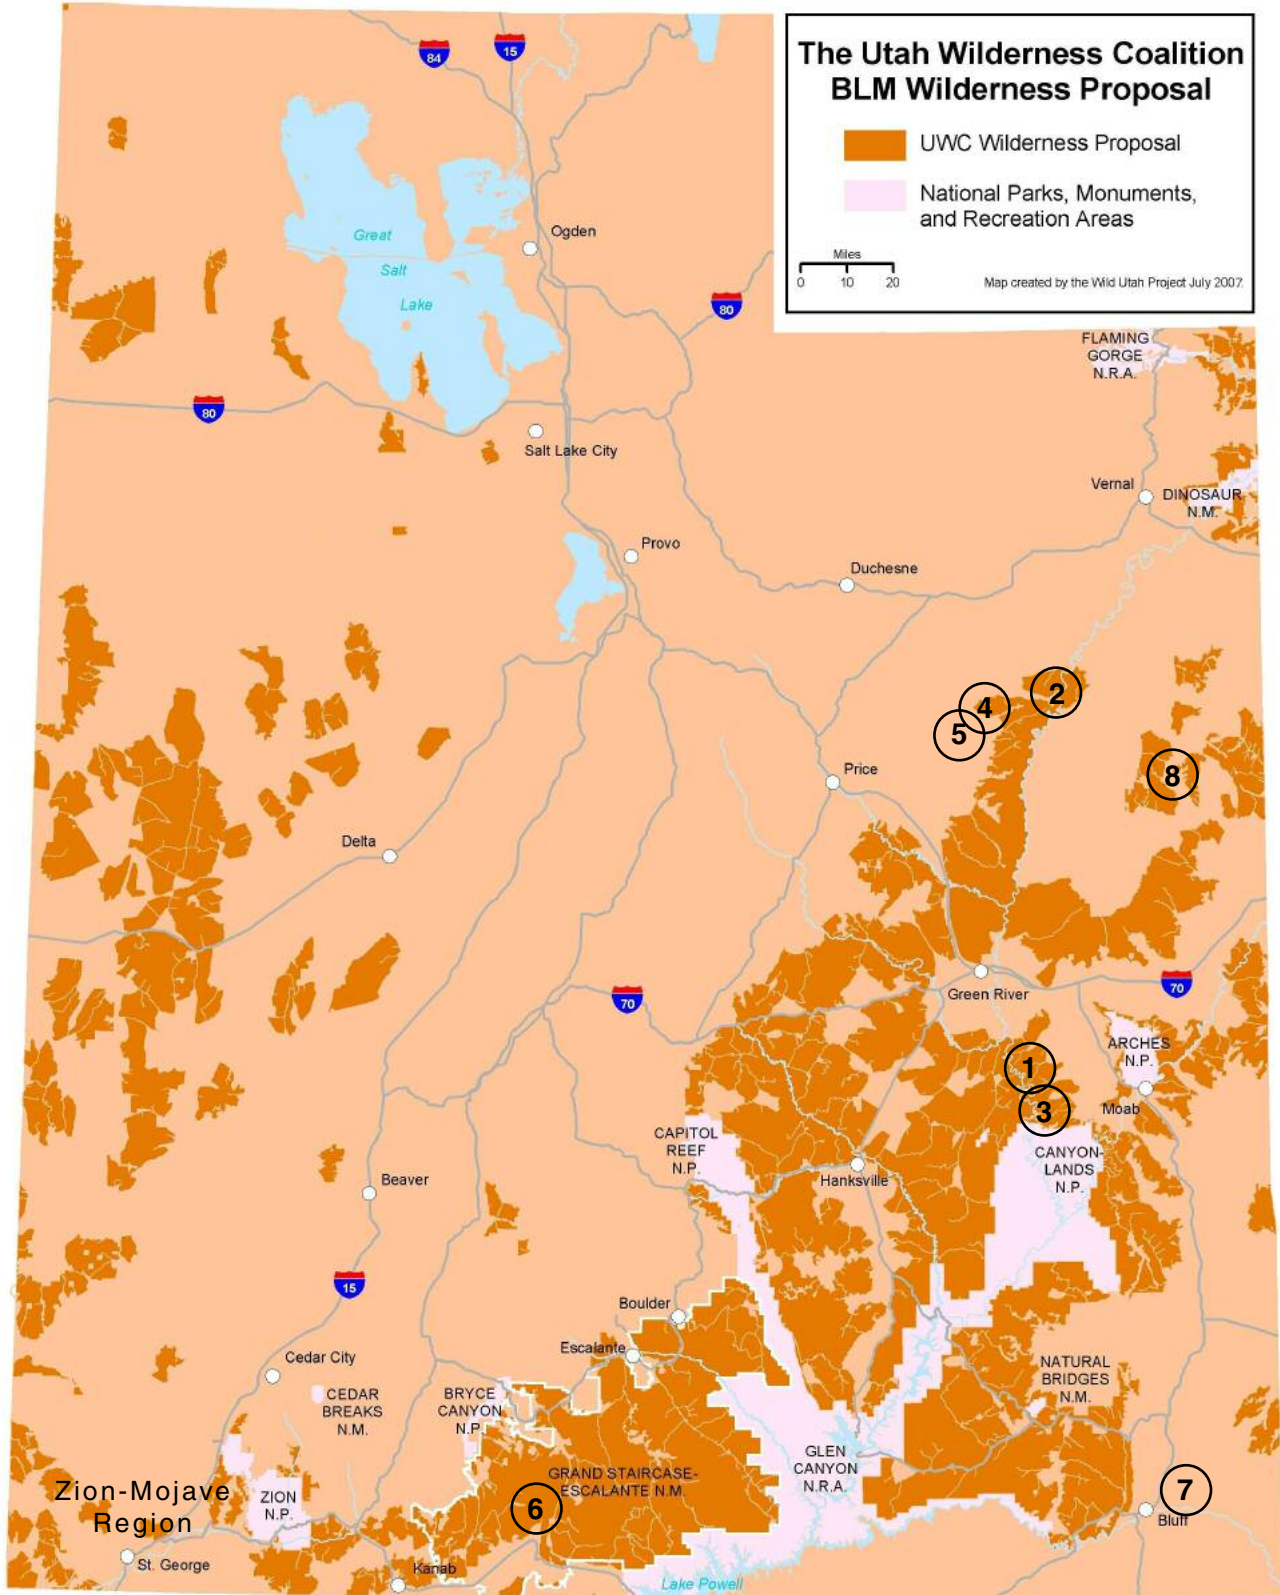 The Utah Wilderness Coalition
BLM Wilderness Proposal
UWC Wilderness Proposal
National Parks, Monuments,
and Recreation Areas
Miles
0 10 20
Map created by the Wild Utah Project July 2007.
84
15
Great
Salt
Lake
Ogden
80
FLAMING
GORGE
N.R.A.
80
Salt Lake City
Vernal
DINOSAUR
N.M.
Provo
Duchesne
2
4
5
8
Price
Delta
70
Green River
70
ARCHES
N.P.
1
3
Moab
CAPITOL
REEF
N.P.
CANYON-
LANDS
N.P.
Hanksville
Beaver
15
Boulder
Escalante
Cedar City
CEDAR
BREAKS
N.M.
BRYCE
CANYON
N.P.
NATURAL
BRIDGES
N.M.
GLEN
CANYON
N.R.A.
GRAND STAIRCASE-
ESCALANTE N.M.
6
7
Bluff
Zion-Mojave
Region
ZION
N.P.
St. George
Kanab
Lake Powell